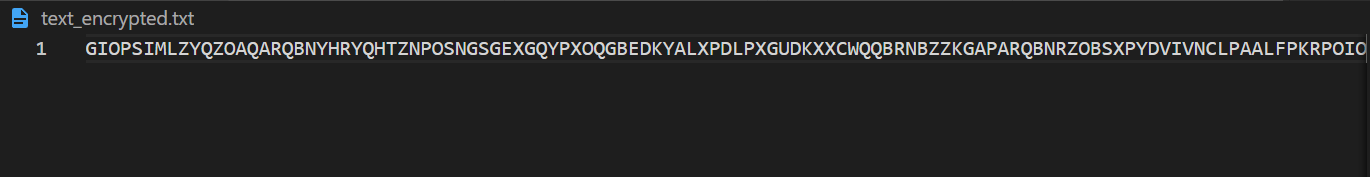 text_encrypted.txt
1 GIOPSIMLZYQZOAQARQBNYHRYQHTZNPOSNGSGEXGQYPXOQGBEDKYALXPDLPXGUDKXXCWQQBRNBZZKGAPARQBNRZOBSXPYDVIVNCLPAALFPKRPOIO